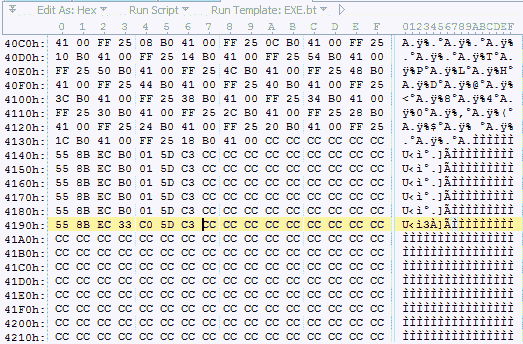 Edit As: Hex Run Script Run Template: EXE.bt
0 1 2 3 4 5 6 7 8 9 A B C D E F 0123456789ABCDEF
40C0h: 41 00 FF 25 08 B0 41 00 FF 25 0C B0 41 00 FF 25 A.ÿ%.°A.ÿ%.°A.ÿ%
40D0h: 10 B0 41 00 FF 25 14 B0 41 00 FF 25 54 B0 41 00 .°A.ÿ%.°A.ÿ%T°A.
40E0h: FF 25 50 B0 41 00 FF 25 4C B0 41 00 FF 25 48 B0 ÿ%P°A.ÿ%L°A.ÿ%H°
40F0h: 41 00 FF 25 44 B0 41 00 FF 25 40 B0 41 00 FF 25 A.ÿ%D°A.ÿ%@°A.ÿ%
4100h: 3C B0 41 00 FF 25 38 B0 41 00 FF 25 34 B0 41 00 <°A.ÿ%8°A.ÿ%4°A.
4110h: FF 25 30 B0 41 00 FF 25 2C B0 41 00 FF 25 28 B0 ÿ%0°A.ÿ%,°A.ÿ%(°
4120h: 41 00 FF 25 24 B0 41 00 FF 25 20 B0 41 00 FF 25 A.ÿ%$°A.ÿ% °A.ÿ%
4130h: 1C B0 41 00 FF 25 18 B0 41 00 CC CC CC CC CC CC .°A.ÿ%.°A.ÌÌÌÌÌÌ
4140h: 55 8B EC B0 01 5D C3 CC CC CC CC CC CC CC CC CC U‹ì°.]ÃÌÌÌÌÌÌÌÌÌ
4150h: 55 8B EC B0 01 5D C3 CC CC CC CC CC CC CC CC CC U‹ì°.]ÃÌÌÌÌÌÌÌÌÌ
4160h: 55 8B EC B0 01 5D C3 CC CC CC CC CC CC CC CC CC U‹ì°.]ÃÌÌÌÌÌÌÌÌÌ
4170h: 55 8B EC B0 01 5D C3 CC CC CC CC CC CC CC CC CC U‹ì°.]ÃÌÌÌÌÌÌÌÌÌ
4180h: 55 8B EC B0 01 5D C3 CC CC CC CC CC CC CC CC CC U‹ì°.]ÃÌÌÌÌÌÌÌÌÌ
4190h: 55 8B EC 33 C0 5D C3 CC CC CC CC CC CC CC CC CC U‹ì3À]ÃÌÌÌÌÌÌÌÌÌ
41A0h: CC CC CC CC CC CC CC CC CC CC CC CC CC CC CC CC ÌÌÌÌÌÌÌÌÌÌÌÌÌÌÌÌ
41B0h: CC CC CC CC CC CC CC CC CC CC CC CC CC CC CC CC ÌÌÌÌÌÌÌÌÌÌÌÌÌÌÌÌ
41C0h: CC CC CC CC CC CC CC CC CC CC CC CC CC CC CC CC ÌÌÌÌÌÌÌÌÌÌÌÌÌÌÌÌ
41D0h: CC CC CC CC CC CC CC CC CC CC CC CC CC CC CC CC ÌÌÌÌÌÌÌÌÌÌÌÌÌÌÌÌ
41E0h: CC CC CC CC CC CC CC CC CC CC CC CC CC CC CC CC ÌÌÌÌÌÌÌÌÌÌÌÌÌÌÌÌ
41F0h: CC CC CC CC CC CC CC CC CC CC CC CC CC CC CC CC ÌÌÌÌÌÌÌÌÌÌÌÌÌÌÌÌ
4200h: CC CC CC CC CC CC CC CC CC CC CC CC CC CC CC CC ÌÌÌÌÌÌÌÌÌÌÌÌÌÌÌÌ
4210h: CC CC CC CC CC CC CC CC CC CC CC CC CC CC CC CC ÌÌÌÌÌÌÌÌÌÌÌÌÌÌÌÌ